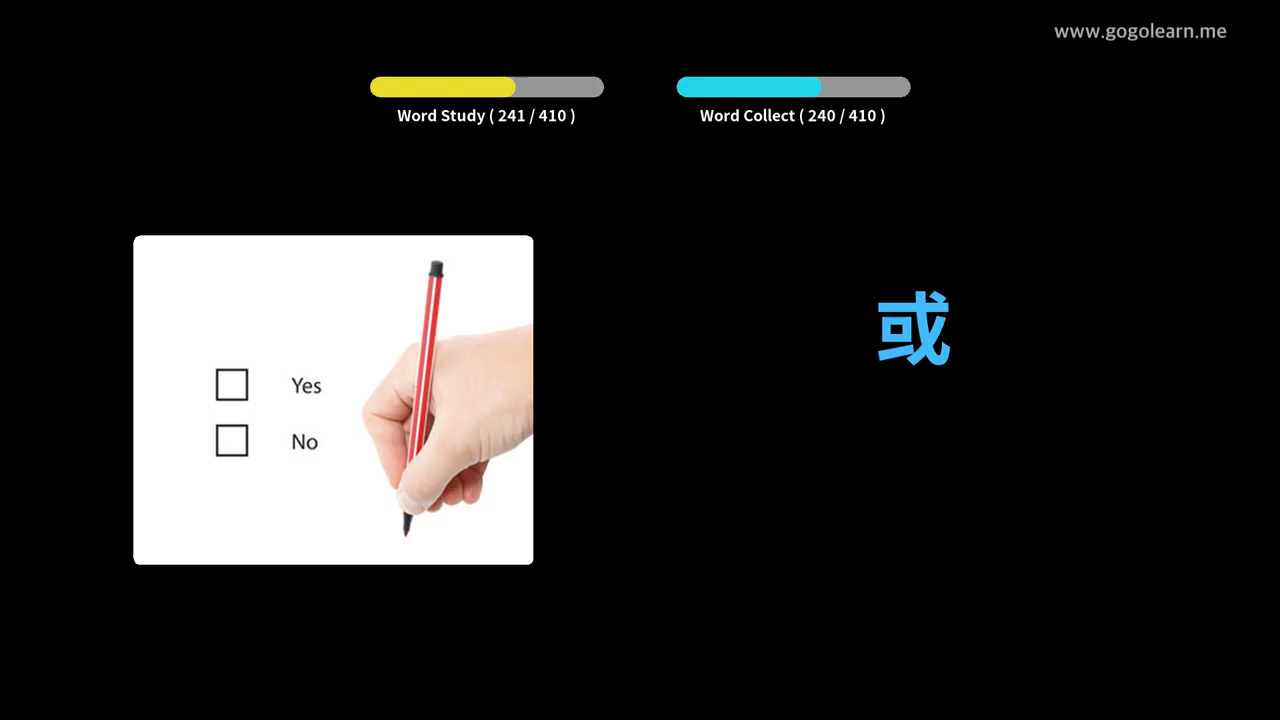 www.gogolearn.me
Word Study ( 241 / 410 )
Word Collect ( 240 / 410 )
或
Yes
No